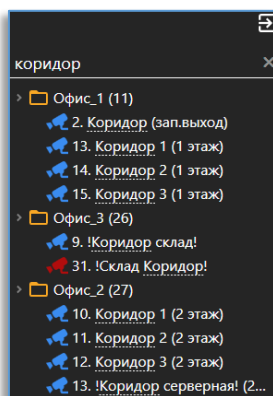 коридор
Офис_1 (11)
2. Коридор (зап.выход)
13. Коридор 1 (1 этаж)
14. Коридор 2 (1 этаж)
15. Коридор 3 (1 этаж)
Офис_3 (26)
9. !Коридор склад!
31. !Склад Коридор!
Офис_2 (27)
10. Коридор 1 (2 этаж)
11. Коридор 2 (2 этаж)
12. Коридор 3 (2 этаж)
13. !Коридор серверная! (2...